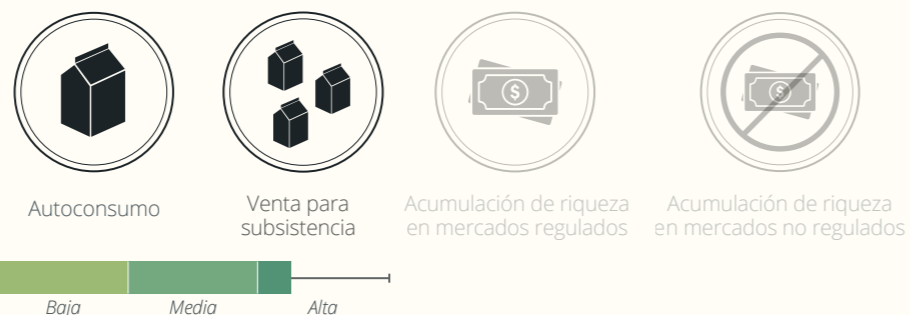 $
$
Autoconsumo
Venta para
subsistencia
Acumulación de riqueza
en mercados regulados
Acumulación de riqueza
en mercados no regulados
Baja
Media
Alta